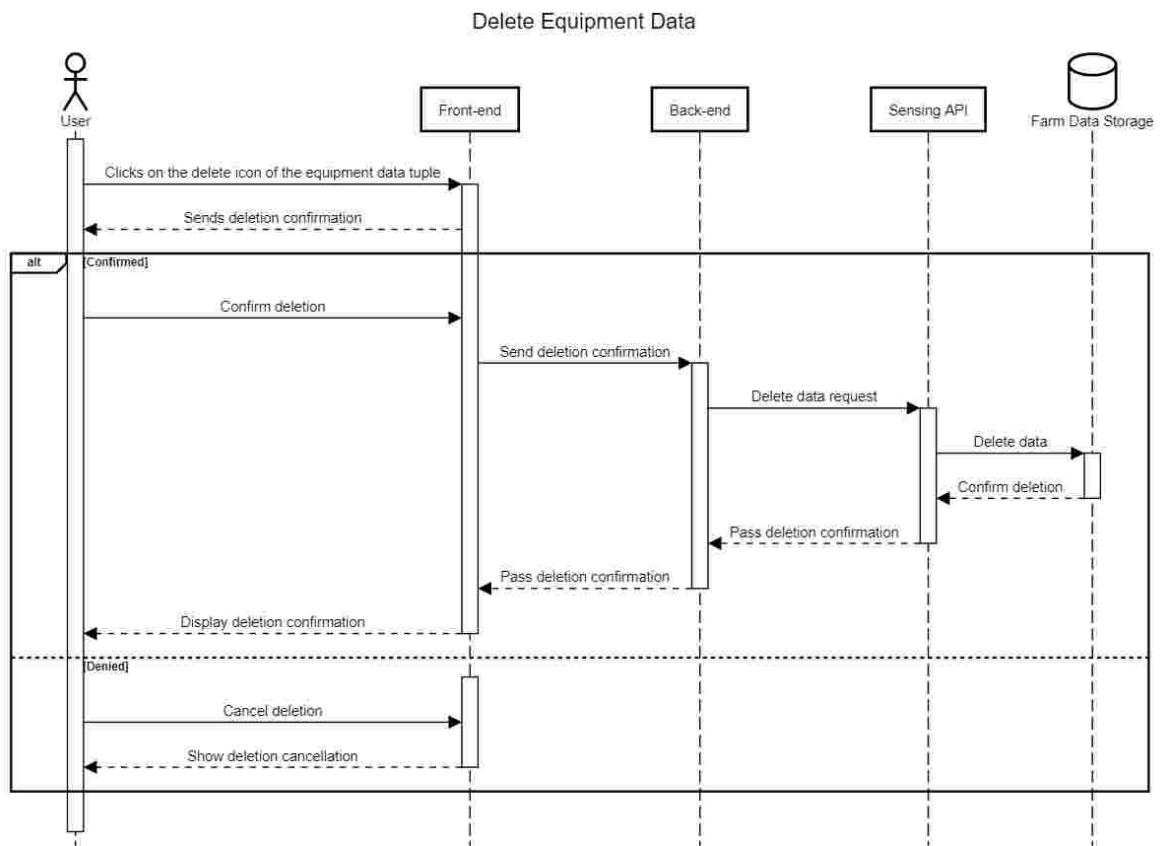 Delete Equipment Data
User
Front-end
Back-end
Sensing API
Farm Data Storage
Clicks on the delete icon of the equipment data tuple
Sends deletion confirmation
alt
[Confirmed]
Confirm deletion
Send deletion confirmation
Delete data request
Delete data
Confirm deletion
Pass deletion confirmation
Pass deletion confirmation
Display deletion confirmation
[Denied]
Cancel deletion
Show deletion cancellation